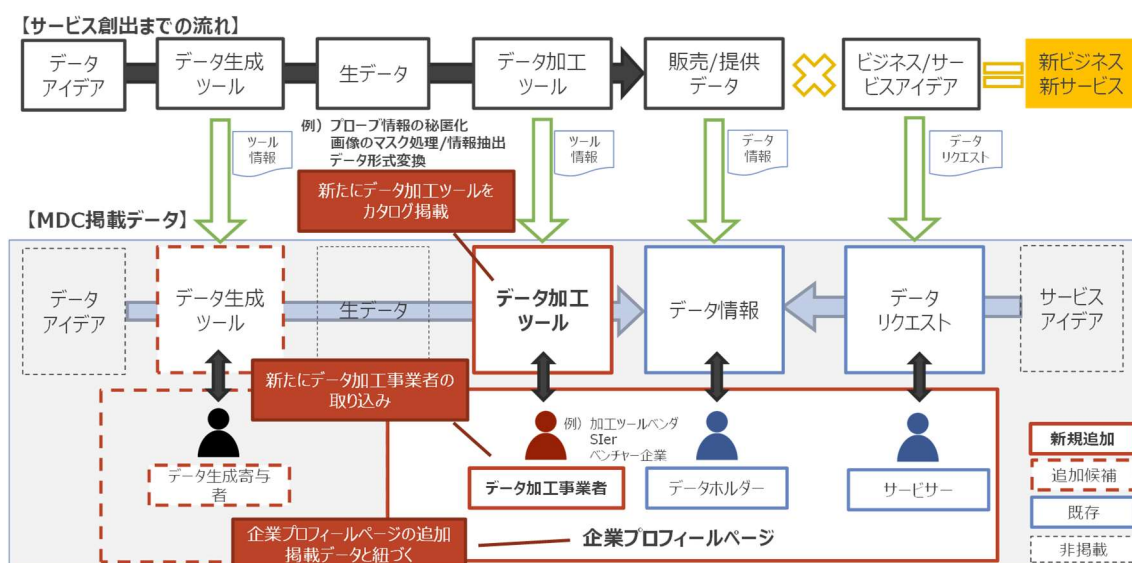 【サービス創出までの流れ】
データ
アイデア
データ生成
ツール
生データ
データ加工
ツール
販売/提供
データ
ビジネス/サー
ビスアイデア
新ビジネス
新サービス
ツール
情報
例）プローブ情報の秘匿化
画像のマスク処理/情報抽出
データ形式変換
ツール
情報
データ
情報
データ
リクエスト
新たにデータ加工ツールを
カタログ掲載
【MDC掲載データ】
データ
アイデア
データ生成
ツール
生データ
データ加工
ツール
データ情報
データ
リクエスト
サービス
アイデア
新たにデータ加工事業者の
取り込み
例）加工ツールベンダ
SIer
ベンチャー企業
データ生成寄与
者
データ加工事業者
データホルダー
サービサー
企業プロフィールページの追加
掲載データと紐づく
企業プロフィールページ
新規追加
追加候補
既存
非掲載